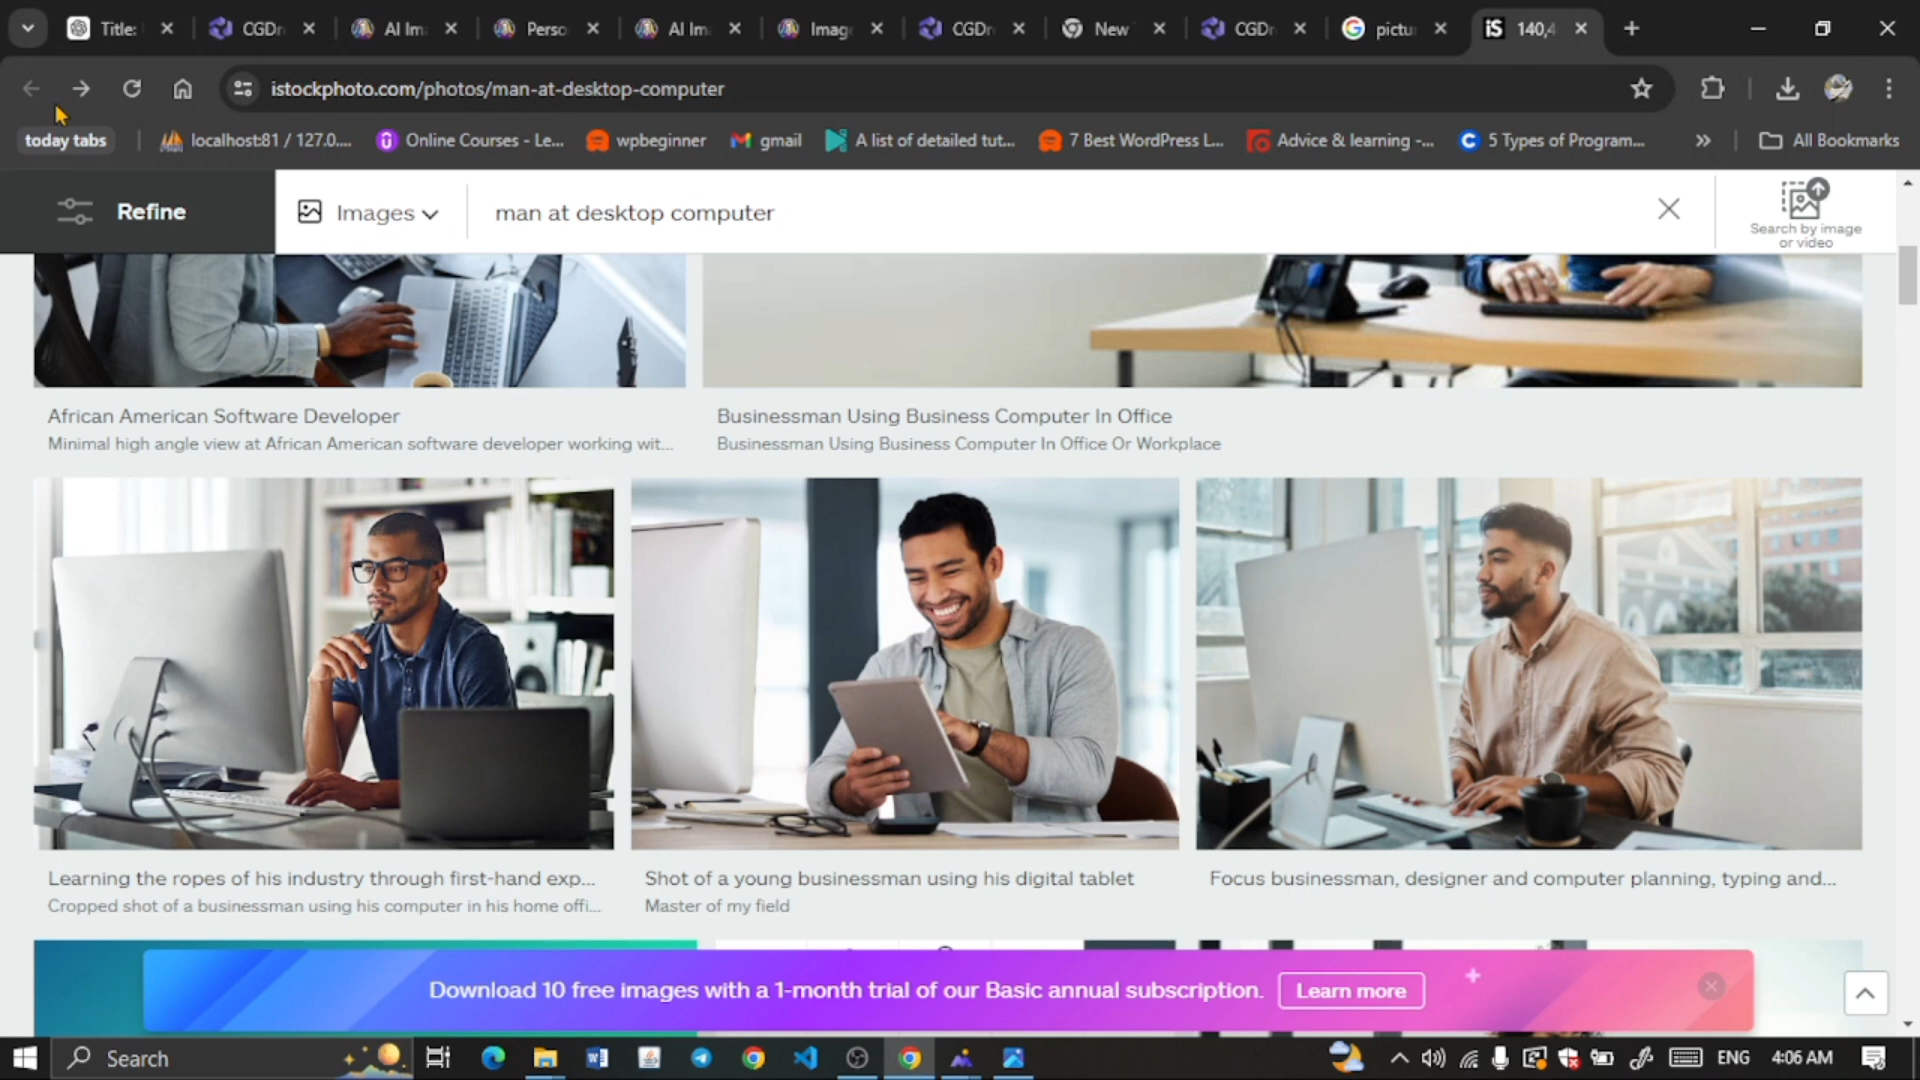 Title:
CGDr
AI Im
Perso
AI Im
Imag
CGDr
New
CGDr
pictu
140,4
istockphoto.com/photos/man-at-desktop-computer
today tabs
localhost:81 / 127.0....
Online Courses - Le...
wpbeginner
gmail
A list of detailed tut...
7 Best WordPress L...
Advice & learning -...
5 Types of Program...
All Bookmarks
Refine
Images
man at desktop computer
Search by image
or video
African American Software Developer
Minimal high angle view at African American software developer working wit...
Businessman Using Business Computer In Office
Businessman Using Business Computer In Office Or Workplace
Learning the ropes of his industry through first-hand exp...
Cropped shot of a businessman using his computer in his home offi...
Shot of a young businessman using his digital tablet
Master of my field
Focus businessman, designer and computer planning, typing and...
Download 10 free images with a 1-month trial of our Basic annual subscription.
Learn more
Search
ENG
4:06 AM